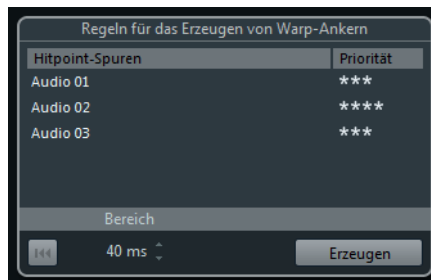 Regeln für das Erzeugen von Warp-Ankern
Hitpoint-Spuren Priorität
Audio 01 ***
Audio 02 ****
Audio 03 ***
Bereich
40 ms Erzeugen